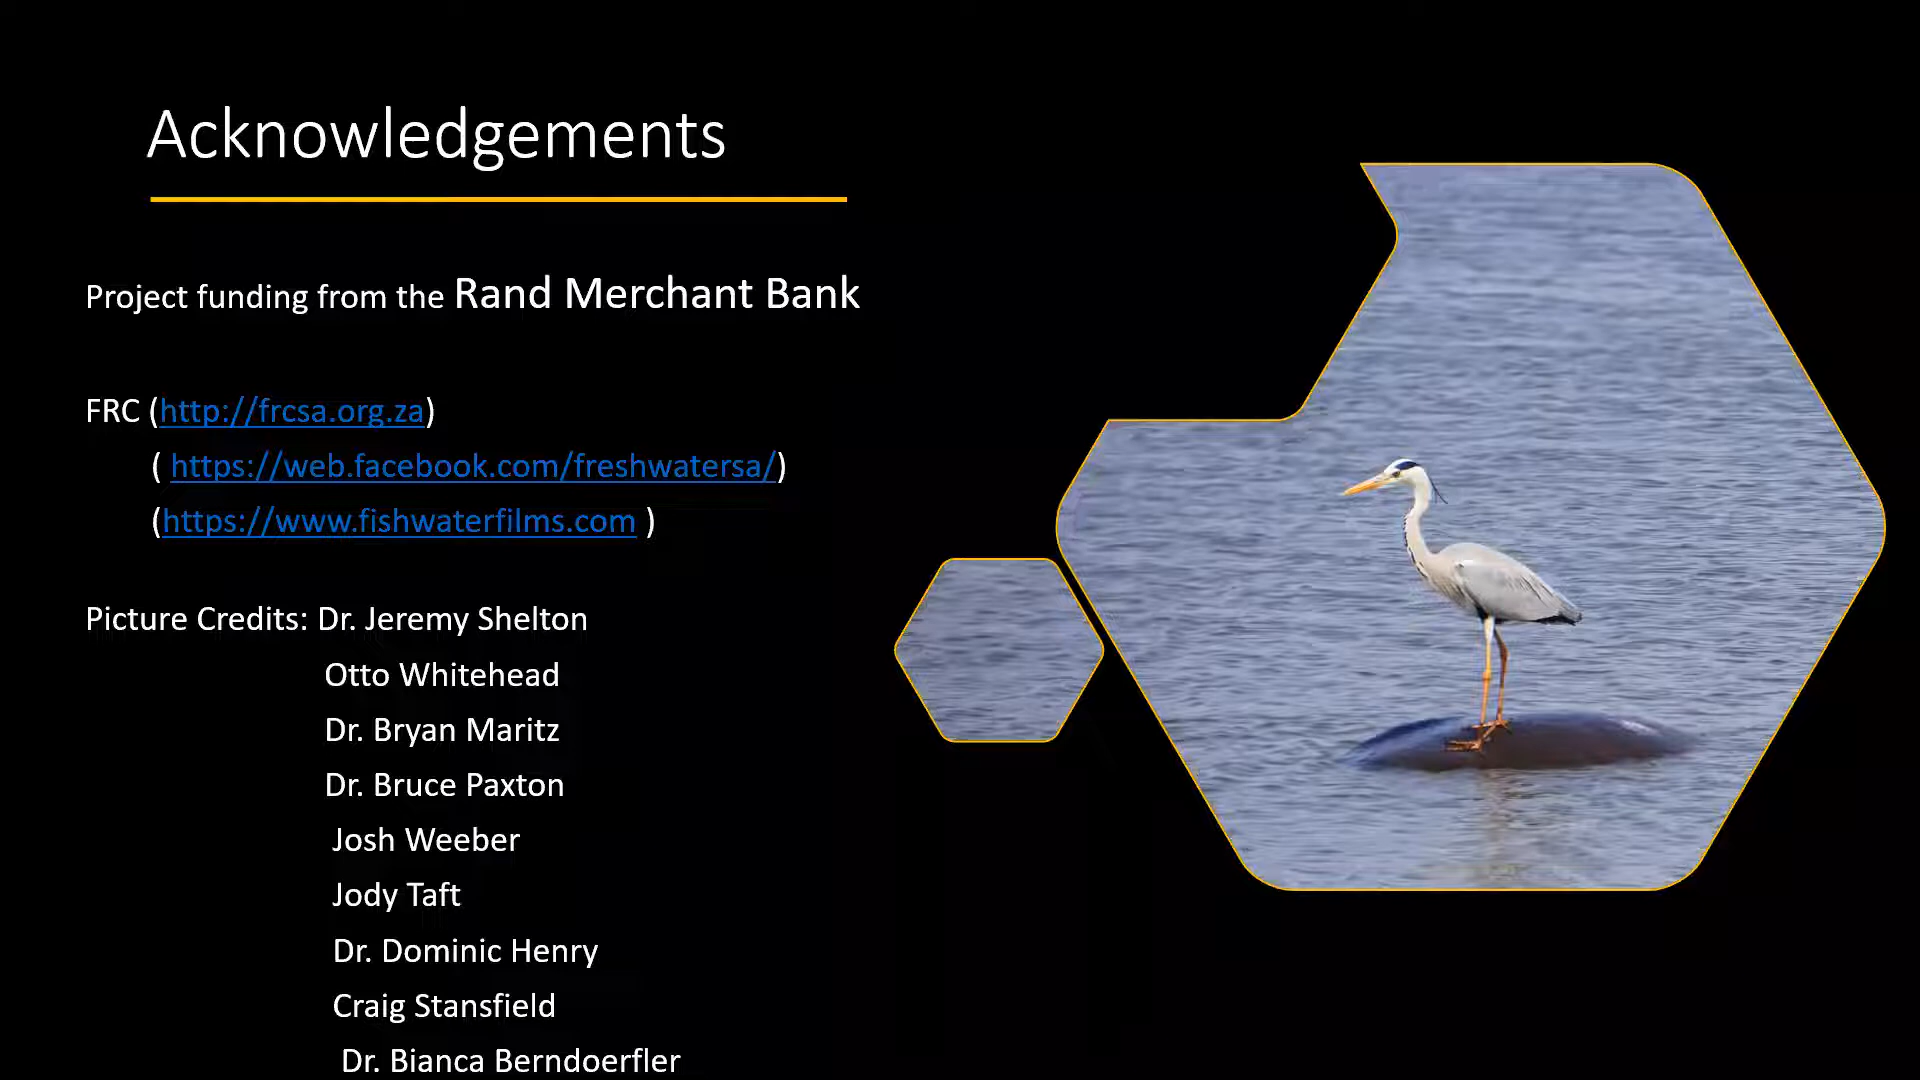 Acknowledgements
Project funding from the Rand Merchant Bank
FRC (http://frcsa.org.za)
( https://web.facebook.com/freshwatersa/)
(https://www.fishwaterfilms.com )
Picture Credits: Dr. Jeremy Shelton
Otto Whitehead
Dr. Bryan Maritz
Dr. Bruce Paxton
Josh Weeber
Jody Taft
Dr. Dominic Henry
Craig Stansfield
Dr. Bianca Berndoerfler